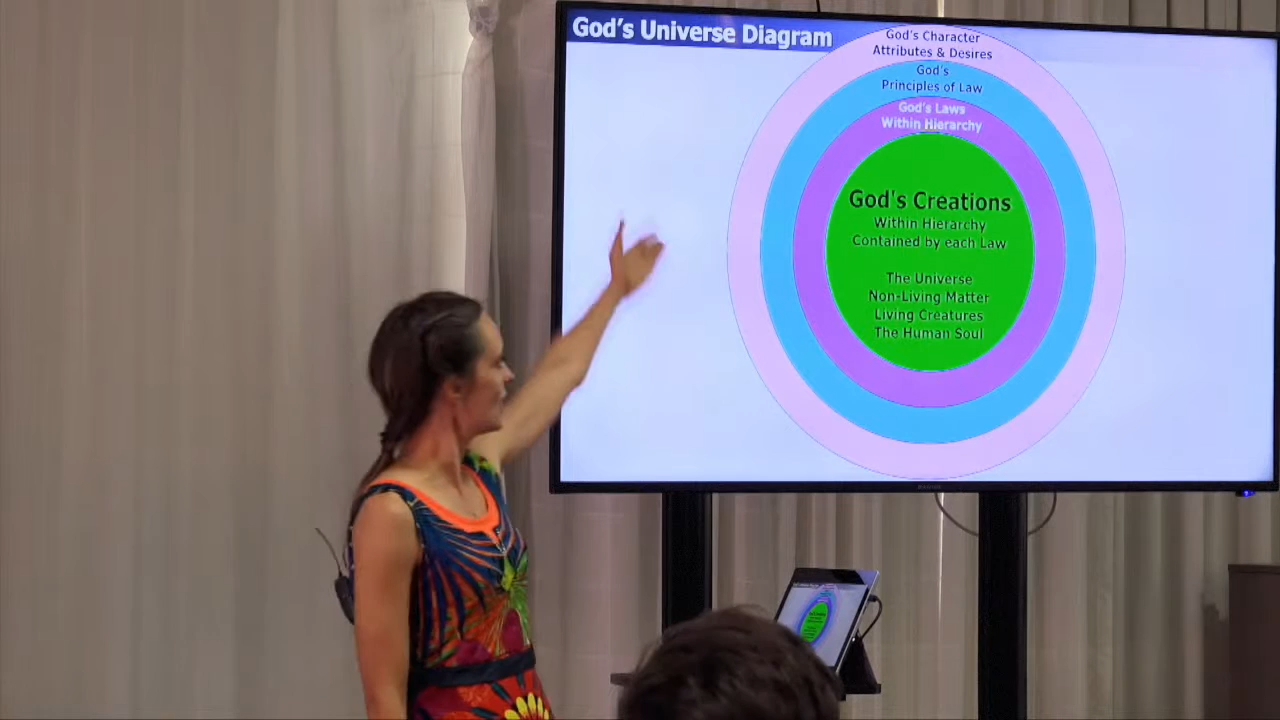 God's Universe Diagram
God's Character
Attributes & Desires
God's
Principles of Law
God's Laws
Within Hierarchy
God's Creations
Within Hierarchy
Contained by each Law
The Universe
Non-Living Matter
Living Creatures
The Human Soul